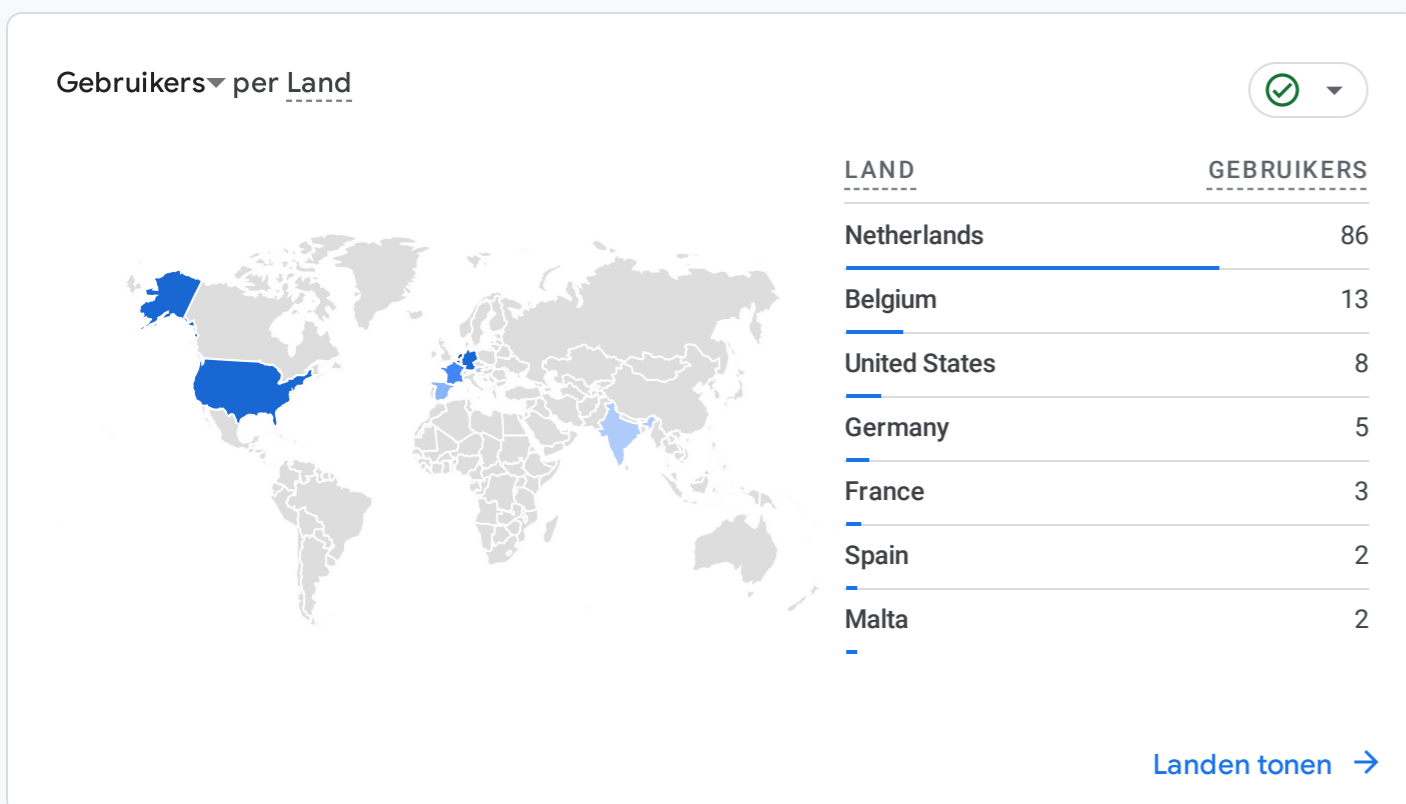 Gebruikers per Land
LAND GEBRUIKERS
Netherlands 86
Belgium 13
United States 8
Germany 5
France 3
Spain 2
Malta 2
Landen tonen